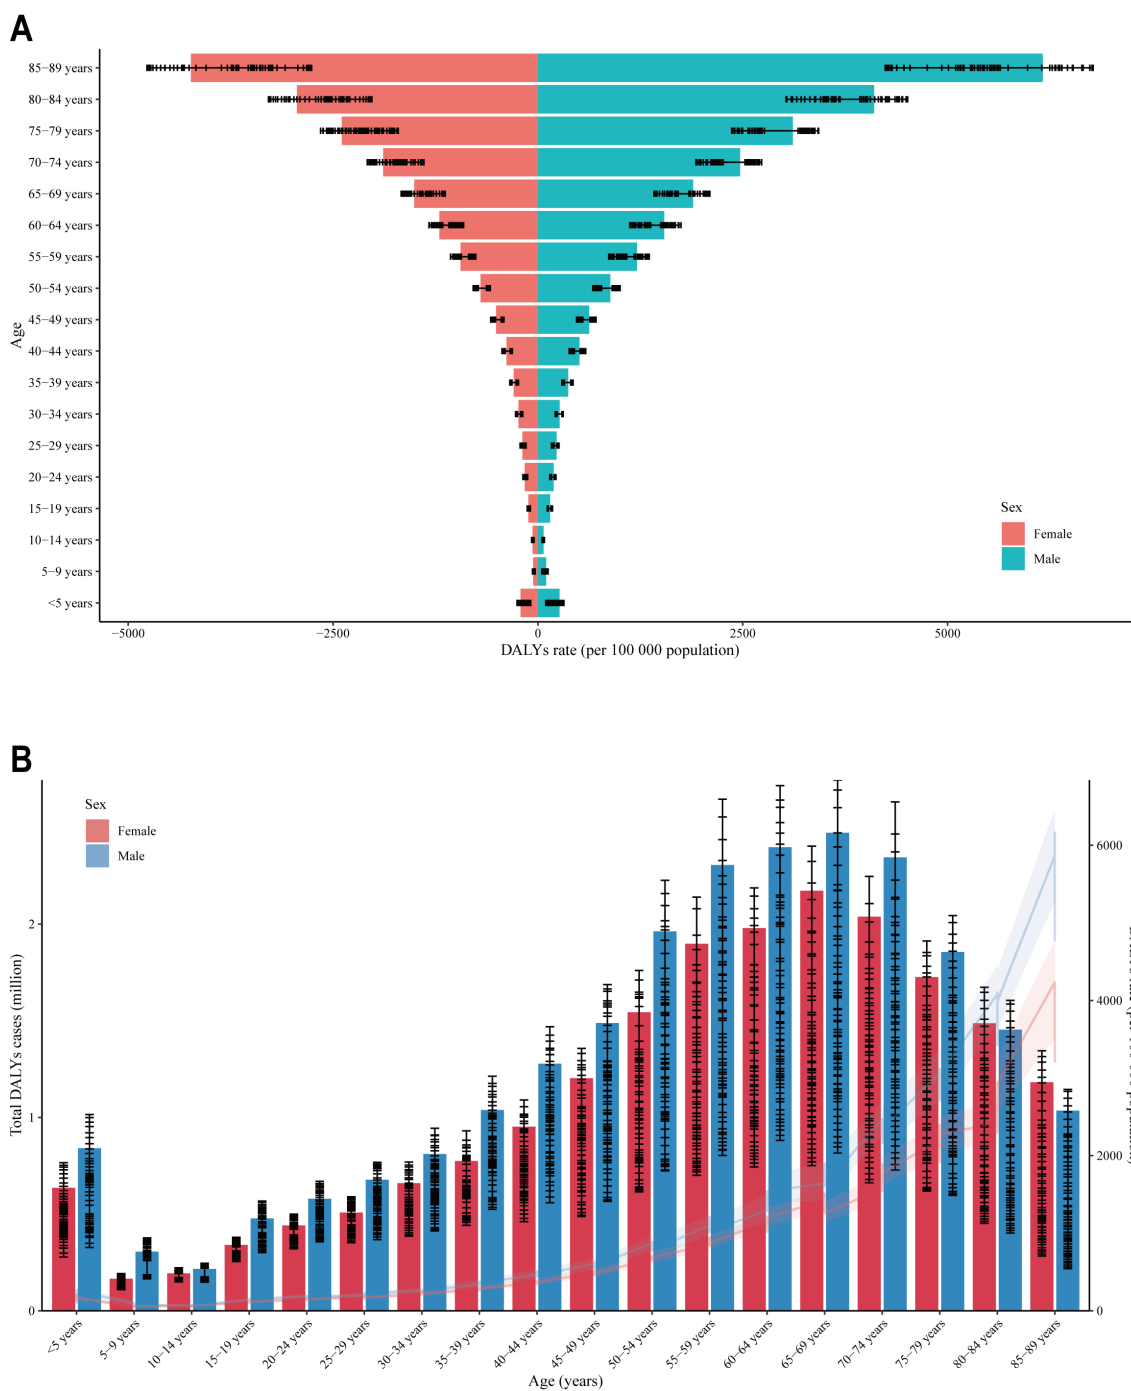 A
85−89 years
80−84 years
75−79 years
70−74 years
65−69 years
60−64 years
55−59 years
50−54 years
45−49 years
40−44 years
35−39 years
30−34 years
25−29 years
20−24 years
15−19 years
10−14 years
5−9 years
<5 years
Age
Sex
Female
Male
−5000
−2500
0
2500
5000
DALYs rate (per 100 000 population)
B
Sex
Female
Male
Total DALYs cases (million)
2
1
0
6000
4000
2000
0
<5 years
5−9 years
10−14 years
15−19 years
20−24 years
25−29 years
30−34 years
35−39 years
40−44 years
45−49 years
50−54 years
55−59 years
60−64 years
65−69 years
70−74 years
75−79 years
80−84 years
85−89 years
Age (years)